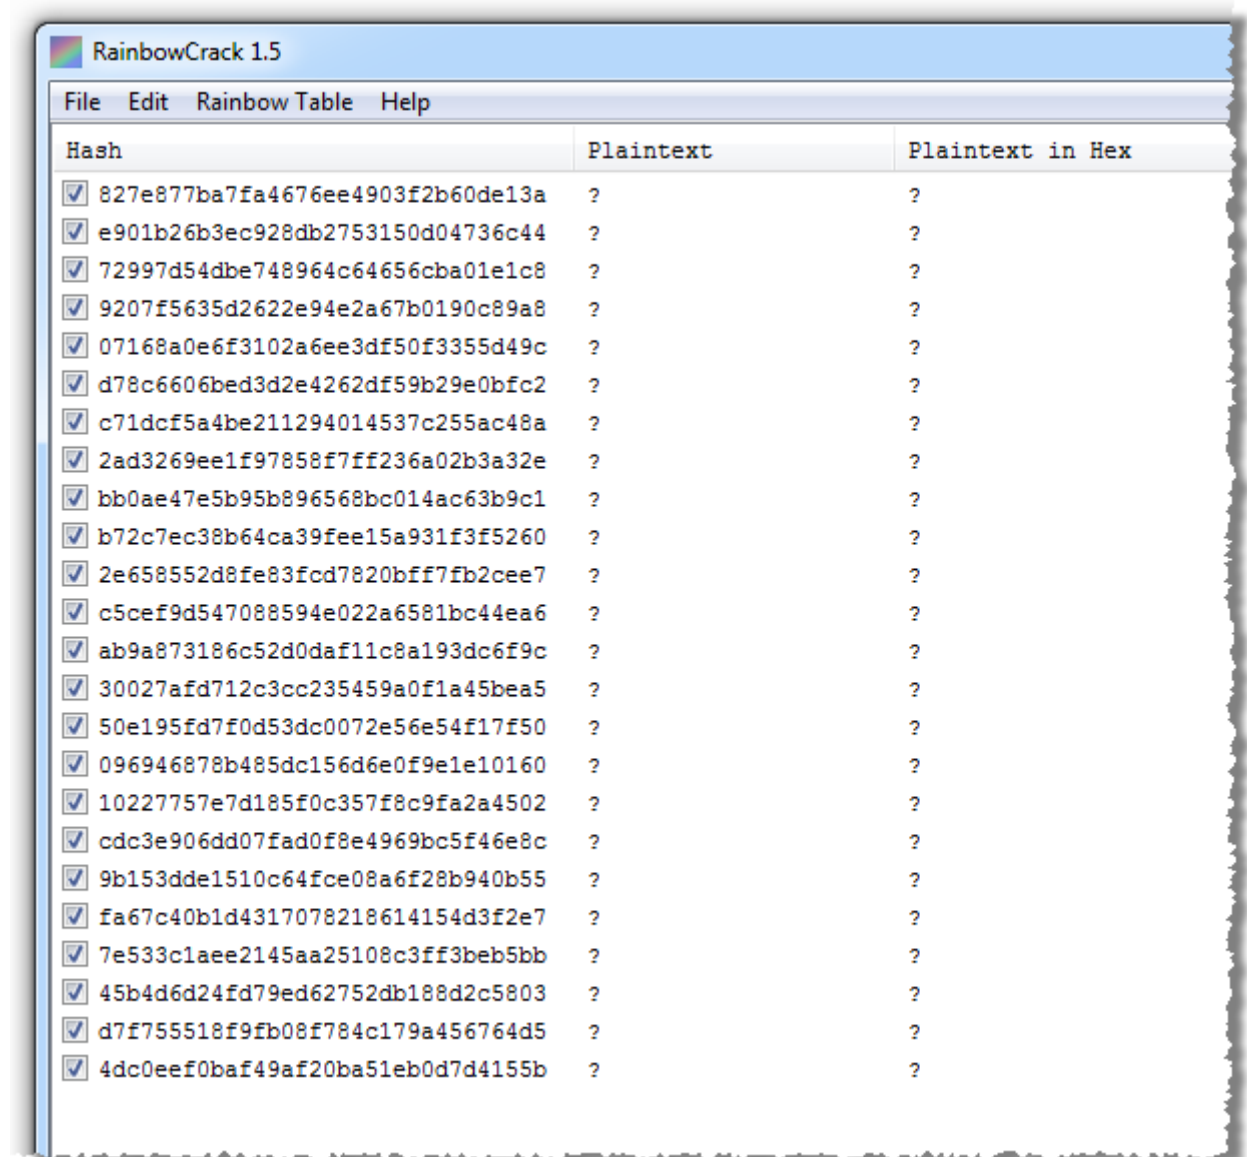 RainbowCrack 1.5
File Edit Rainbow Table Help
Hash Plaintext Plaintext in Hex
827e877ba7fa4676ee4903f2b60de13a ? ?
e901b26b3ec928db2753150d04736c44 ? ?
72997d54dbe748964c64656cba01e1c8 ? ?
9207f5635d2622e94e2a67b0190c89a8 ? ?
07168a0e6f3102a6ee3df50f3355d49c ? ?
d78c6606bed3d2e4262df59b29e0bfc2 ? ?
c71dcf5a4be211294014537c255ac48a ? ?
2ad3269ee1f97858f7ff236a02b3a32e ? ?
bb0ae47e5b95b896568bc014ac63b9c1 ? ?
b72c7ec38b64ca39fee15a931f3f5260 ? ?
2e658552d8fe83fcd7820bff7fb2cee7 ? ?
c5cef9d547088594e022a6581bc44ea6 ? ?
ab9a873186c52d0daf11c8a193dc6f9c ? ?
30027afd712c3cc235459a0f1a45bea5 ? ?
50e195fd7f0d53dc0072e56e54f17f50 ? ?
096946878b485dc156d6e0f9e1e10160 ? ?
10227757e7d185f0c357f8c9fa2a4502 ? ?
cdc3e906dd07fad0f8e4969bc5f46e8c ? ?
9b153dde1510c64fce08a6f28b940b55 ? ?
fa67c40b1d4317078218614154d3f2e7 ? ?
7e533c1aee2145aa25108c3ff3beb5bb ? ?
45b4d6d24fd79ed62752db188d2c5803 ? ?
d7f755518f9fb08f784c179a456764d5 ? ?
4dc0eef0baf49af20ba51eb0d7d4155b ? ?